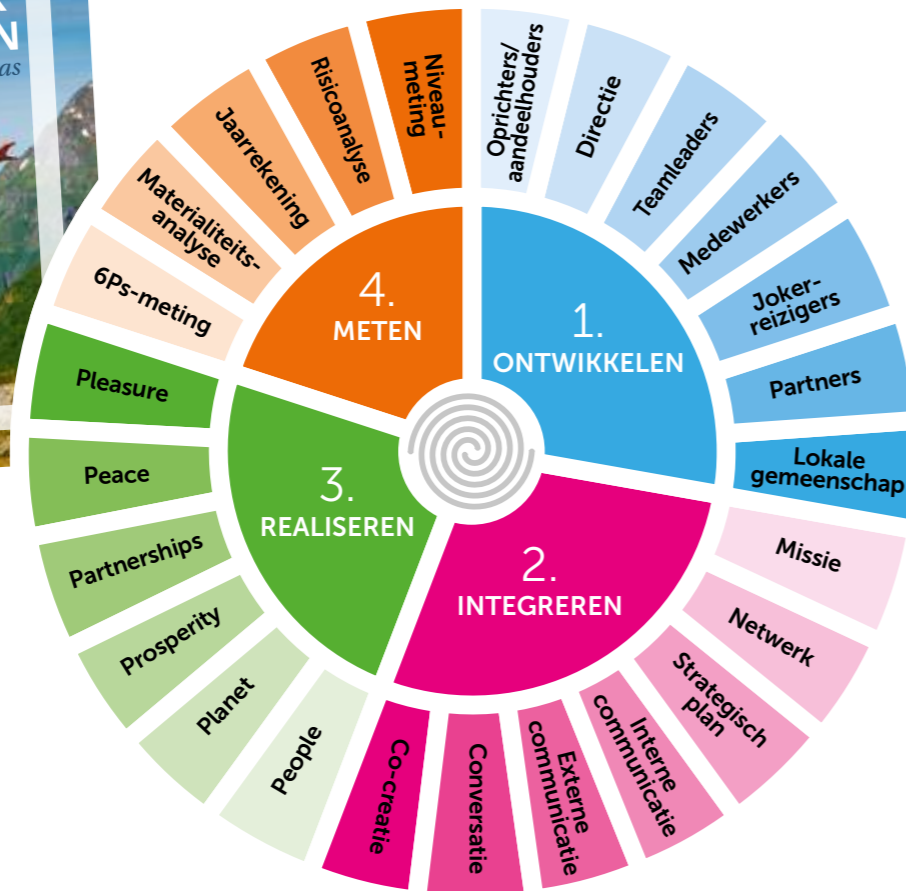 N
as
Oprichters/
aandeelhouders
Directie
Teamleaders
Medewerkers
Joker-
reizigers
Partners
Lokale
gemeenschap
1.
ONTWIKKELEN
Missie
Netwerk
Strategisch
plan
Interne
communicatie
Externe
communicatie
Conversatie
Co-creatie
2.
INTEGREREN
People
Planet
Prosperity
Partnerships
Peace
Pleasure
3.
REALISEREN
6Ps-meting
Materialiteits-
analyse
Jaarrekening
Risicoanalyse
Niveau-
meting
4.
METEN